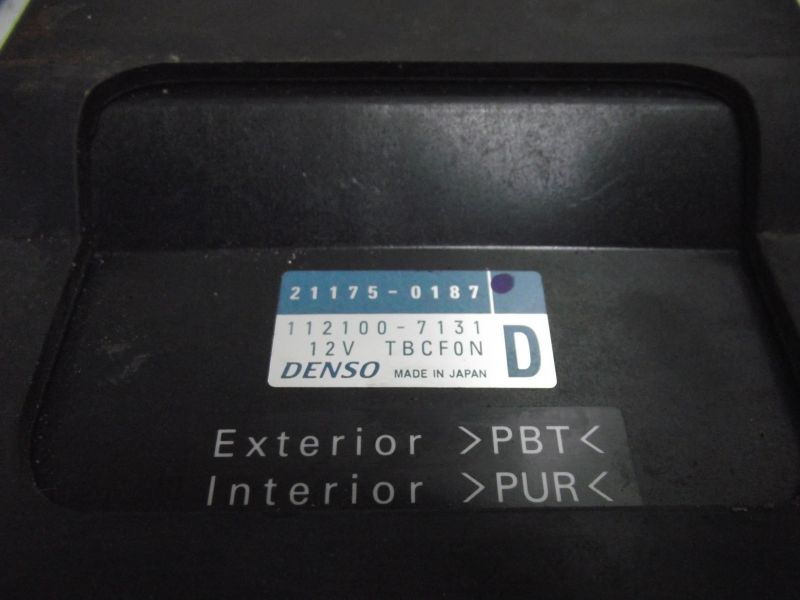 21175-0187
112100-7131
12V TBCF0N D
DENSO MADE IN JAPAN
Exterior >PBT<
Interior >PUR<